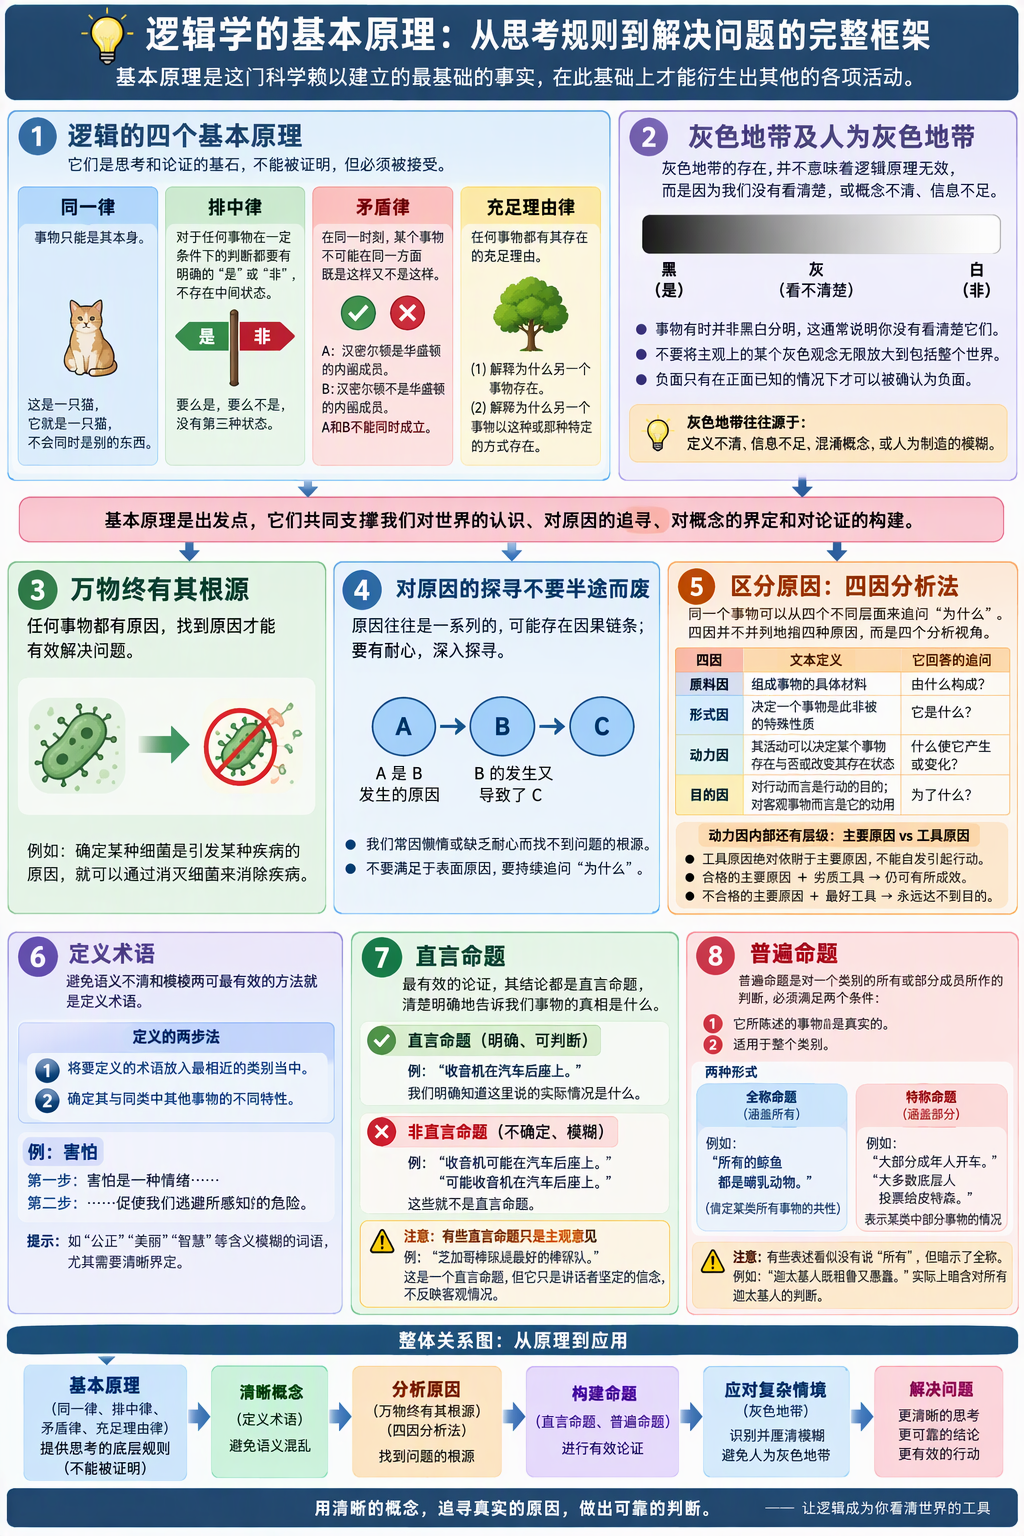 逻辑学的基本原理：从思考规则到解决问题的完整框架
基本原理是这门科学赖以建立的最基础的事实，在此基础上才能衍生出其他的各项活动。
1 逻辑的四个基本原理
它们是思考和论证的基石，不能被证明，但必须被接受。
同一律
事物只能是其本身。
这是一只猫，
它就是一只猫，
不会同时是别的东西。
排中律
对于任何事物在一定
条件下的判断都要有
明确的“是”或“非”，
不存在中间状态。
是
非
要么是，要么不是，
没有第三种状态。
矛盾律
在同一时刻，某个事物
不可能在同一方面
既是这样又不是这样。
A：汉密尔顿是华盛顿
的内阁成员。
B：汉密尔顿不是华盛顿
的内阁成员。
A和B不能同时成立。
充足理由律
任何事物都有其存在
的充足理由。
(1) 解释为什么另一个
事物存在。
(2) 解释为什么另一个
事物以这种或那种特定
的方式存在。
2 灰色地带及人为灰色地带
灰色地带的存在，并不意味着逻辑原理无效，
而是因为我们没有看清楚，或概念不清、信息不足。
黑
（是）
灰
（看不清楚）
白
（非）
● 事物有时并非黑白分明，这通常说明你没有看清楚它们。
● 不要将主观上的某个灰色观念无限放大到包括整个世界。
● 负面只有在正面已知的情况下才可以被确认为负面。
灰色地带往往源于：
定义不清、信息不足、混淆概念，或人为制造的模糊。
基本原理是出发点，它们共同支撑我们对世界的认识、对原因的追寻、对概念的界定和对论证的构建。
3 万物终有其根源
任何事物都有原因，找到原因才能
有效解决问题。
例如：确定某种细菌是引发某种疾病的
原因，就可以通过消灭细菌来消除疾病。
4 对原因的探寻不要半途而废
原因往往是一系列的，可能存在因果链条；
要有耐心，深入探寻。
A
B
C
A 是 B
发生的原因
B 的发生又
导致了 C
● 我们常因懒惰或缺乏耐心而找不到问题的根源。
● 不要满足于表面原因，要持续追问“为什么”。
5 区分原因：四因分析法
同一个事物可以从四个不同层面来追问“为什么”。
四因并不并列地指四种原因，而是四个分析视角。
四因 文本定义 它回答的追问
原料因 组成事物的具体材料 由什么构成？
形式因 决定一个事物是此非彼
的特殊性质 它是什么？
动力因 其活动可以决定某个事物
存在与否或改变其存在状态 什么使它产生
或变化？
目的因 对行动而言是行动的目的；
对客观事物而言是它的动用 为了什么？
动力因内部还有层级：主要原因 vs 工具原因
● 工具原因绝对依附于主要原因，不能自发引起行动。
● 合格的主要原因 ＋ 劣质工具 → 仍可有所成效。
● 不合格的主要原因 ＋ 最好工具 → 永远达不到目的。
6 定义术语
避免语义不清和模棱两可最有效的方法就
是定义术语。
定义的两步法
1 将要定义的术语放入最相近的类别当中。
2 确定其与同类中其他事物的不同特性。
例：害怕
第一步：害怕是一种情绪……
第二步：……促使我们逃避所感知的危险。
提示：如“公正”“美丽”“智慧”等含义模糊的词语，
尤其需要清晰界定。
7 直言命题
最有效的论证，其结论都是直言命题，
清楚明确地告诉我们事物的真相是什么。
直言命题（明确、可判断）
例：“收音机在汽车后座上。”
我们明确知道这里说的实际情况是什么。
非直言命题（不确定、模糊）
例：“收音机可能在汽车后座上。”
“可能收音机在汽车后座上。”
这些就不是直言命题。
注意：有些直言命题只是主观意见
例：“芝加哥棒球是最好的棒球队。”
这是一个直言命题，但它只是讲话者坚定的信念，
不反映客观情况。
8 普遍命题
普遍命题是对一个类别的所有或部分成员所作的
判断，必须满足两个条件：
1 它所陈述的事物是真实的。
2 适用于整个类别。
两种形式
全称命题
（涵盖所有）
例如：
“所有的鲸鱼
都是哺乳动物。”
（肯定某类所有事物的共性）
特称命题
（涵盖部分）
例如：
“大部分成年人开车。”
“大多数底层人
投票给皮特森。”
表示某类中部分事物的情况
注意：有些表述看似没有说“所有”，但暗示了全称。
例如：“迦太基人既粗鲁又愚蠢。”实际上暗含对所有
迦太基人的判断。
整体关系图：从原理到应用
基本原理
（同一律、排中律、
矛盾律、充足理由律）
提供思考的底层规则
（不能被证明）
清晰概念
（定义术语）
避免语义混乱
分析原因
（万物终有其根源）
（四因分析法）
找到问题的根源
构建命题
（直言命题、普遍命题）
进行有效论证
应对复杂情境
（灰色地带）
识别并厘清模糊
避免人为灰色地带
解决问题
更清晰的思考
更可靠的结论
更有效的行动
用清晰的概念，追寻真实的原因，做出可靠的判断。
—— 让逻辑成为你看清世界的工具